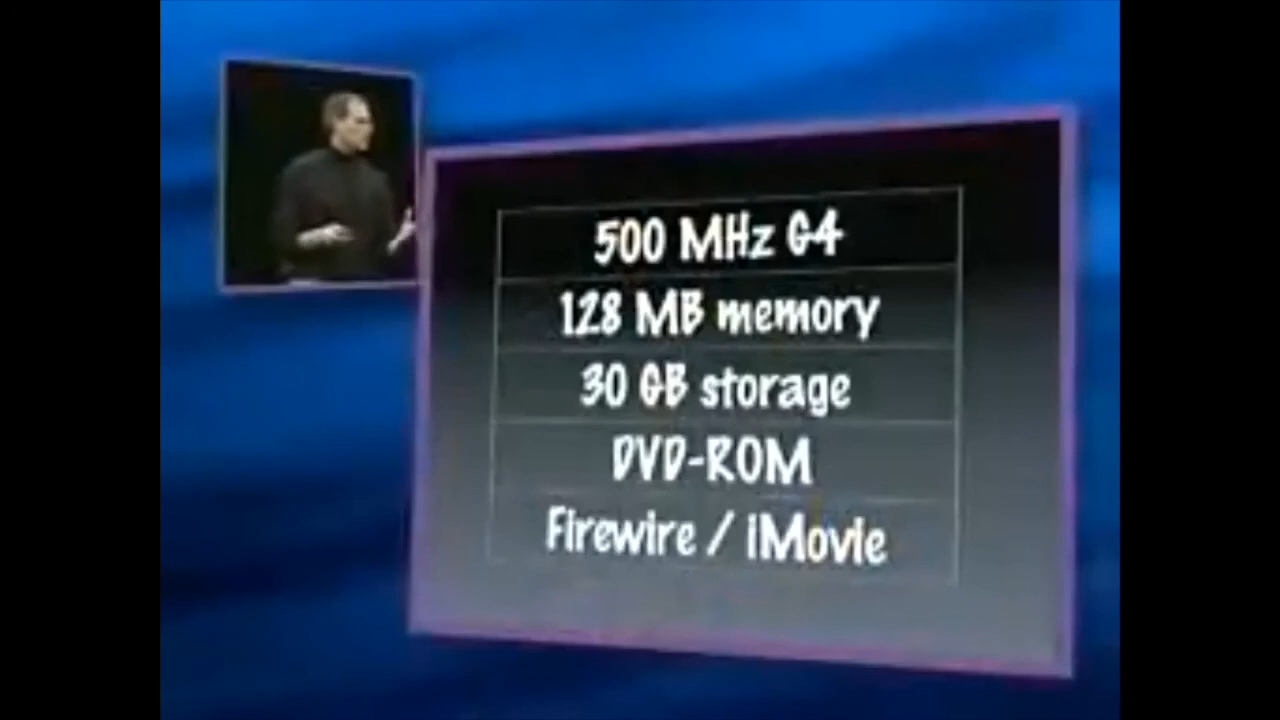 500 MHz G4
128 MB memory
30 GB storage
DVD-ROM
Firewire / iMovie